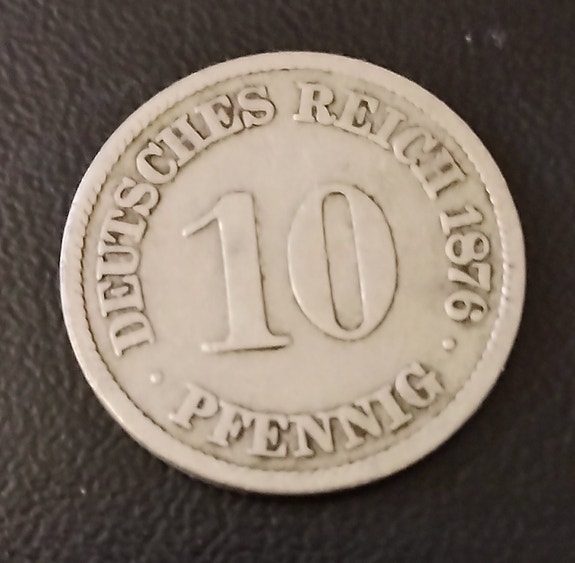 DEUTSCHES REICH 1876
10
· PFENNIG ·